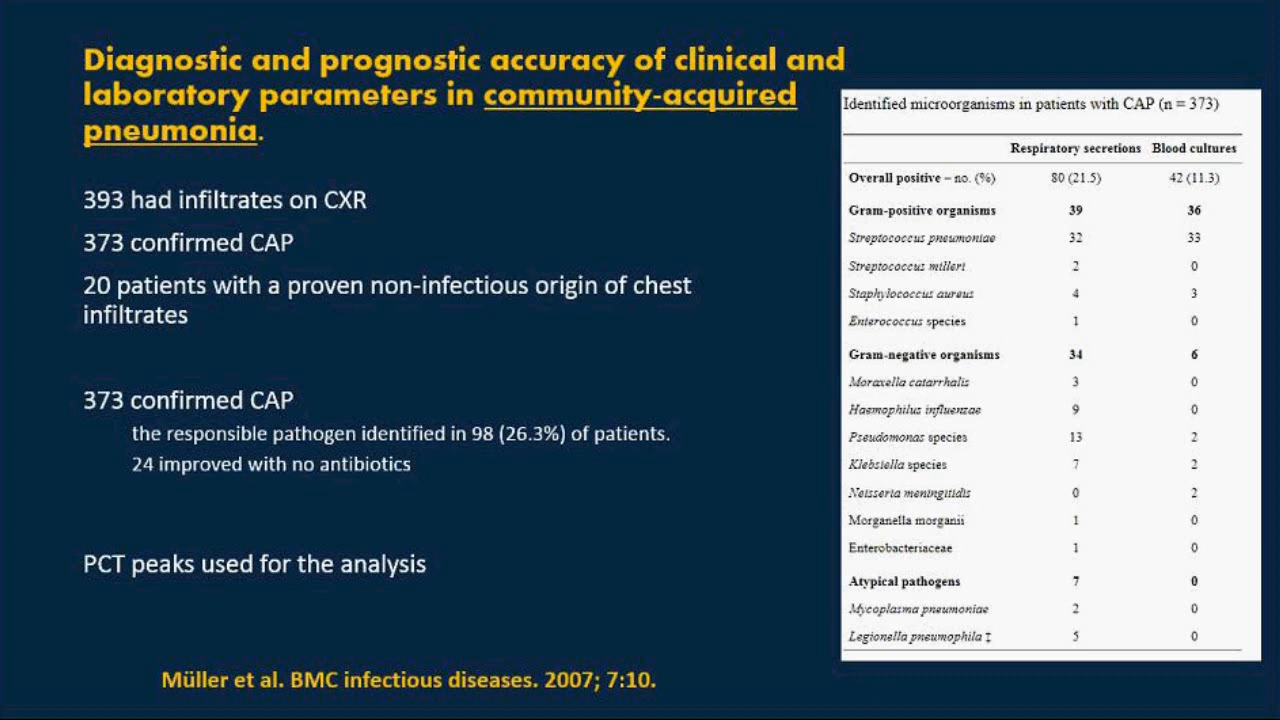 Diagnostic and prognostic accuracy of clinical and
laboratory parameters in community-acquired
pneumonia.
393 had infiltrates on CXR
373 confirmed CAP
20 patients with a proven non-infectious origin of chest
infiltrates
373 confirmed CAP
the responsible pathogen identified in 98 (26.3%) of patients.
24 improved with no antibiotics
PCT peaks used for the analysis
Müller et al. BMC infectious diseases. 2007; 7:10.
Identified microorganisms in patients with CAP (n = 373)
Respiratory secretions Blood cultures
Overall positive – no. (%) 80 (21.5) 42 (11.3)
Gram-positive organisms 39 36
Streptococcus pneumoniae 32 33
Streptococcus milleri 2 0
Staphylococcus aureus 4 3
Enterococcus species 1 0
Gram-negative organisms 34 6
Moraxella catarrhalis 3 0
Haemophilus influenzae 9 0
Pseudomonas species 13 2
Klebsiella species 7 2
Neisseria meningitidis 0 2
Morganella morganii 1 0
Enterobacteriaceae 1 0
Atypical pathogens 7 0
Mycoplasma pneumoniae 2 0
Legionella pneumophila ‡ 5 0